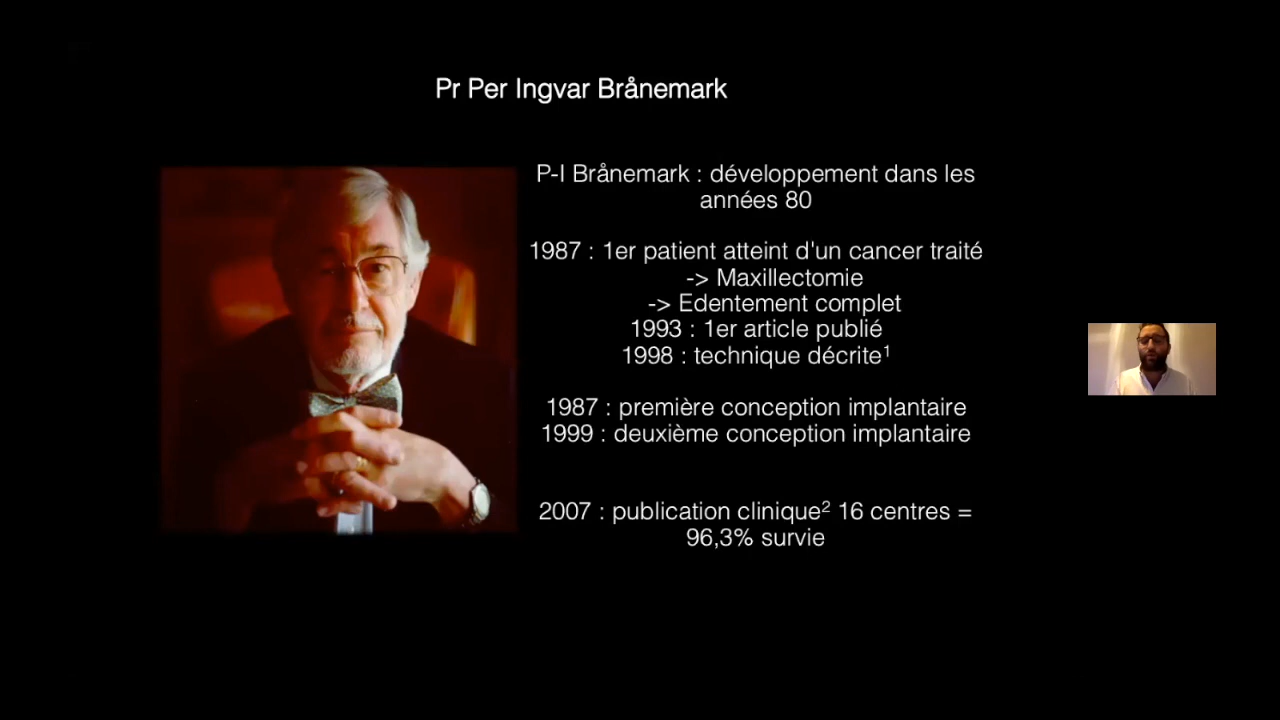 Pr Per Ingvar Brånemark
P-I Brånemark : développement dans les
années 80
1987 : 1er patient atteint d'un cancer traité
-> Maxillectomie
-> Edentement complet
1993 : 1er article publié
1998 : technique décrite¹
1987 : première conception implantaire
1999 : deuxième conception implantaire
2007 : publication clinique² 16 centres =
96,3% survie